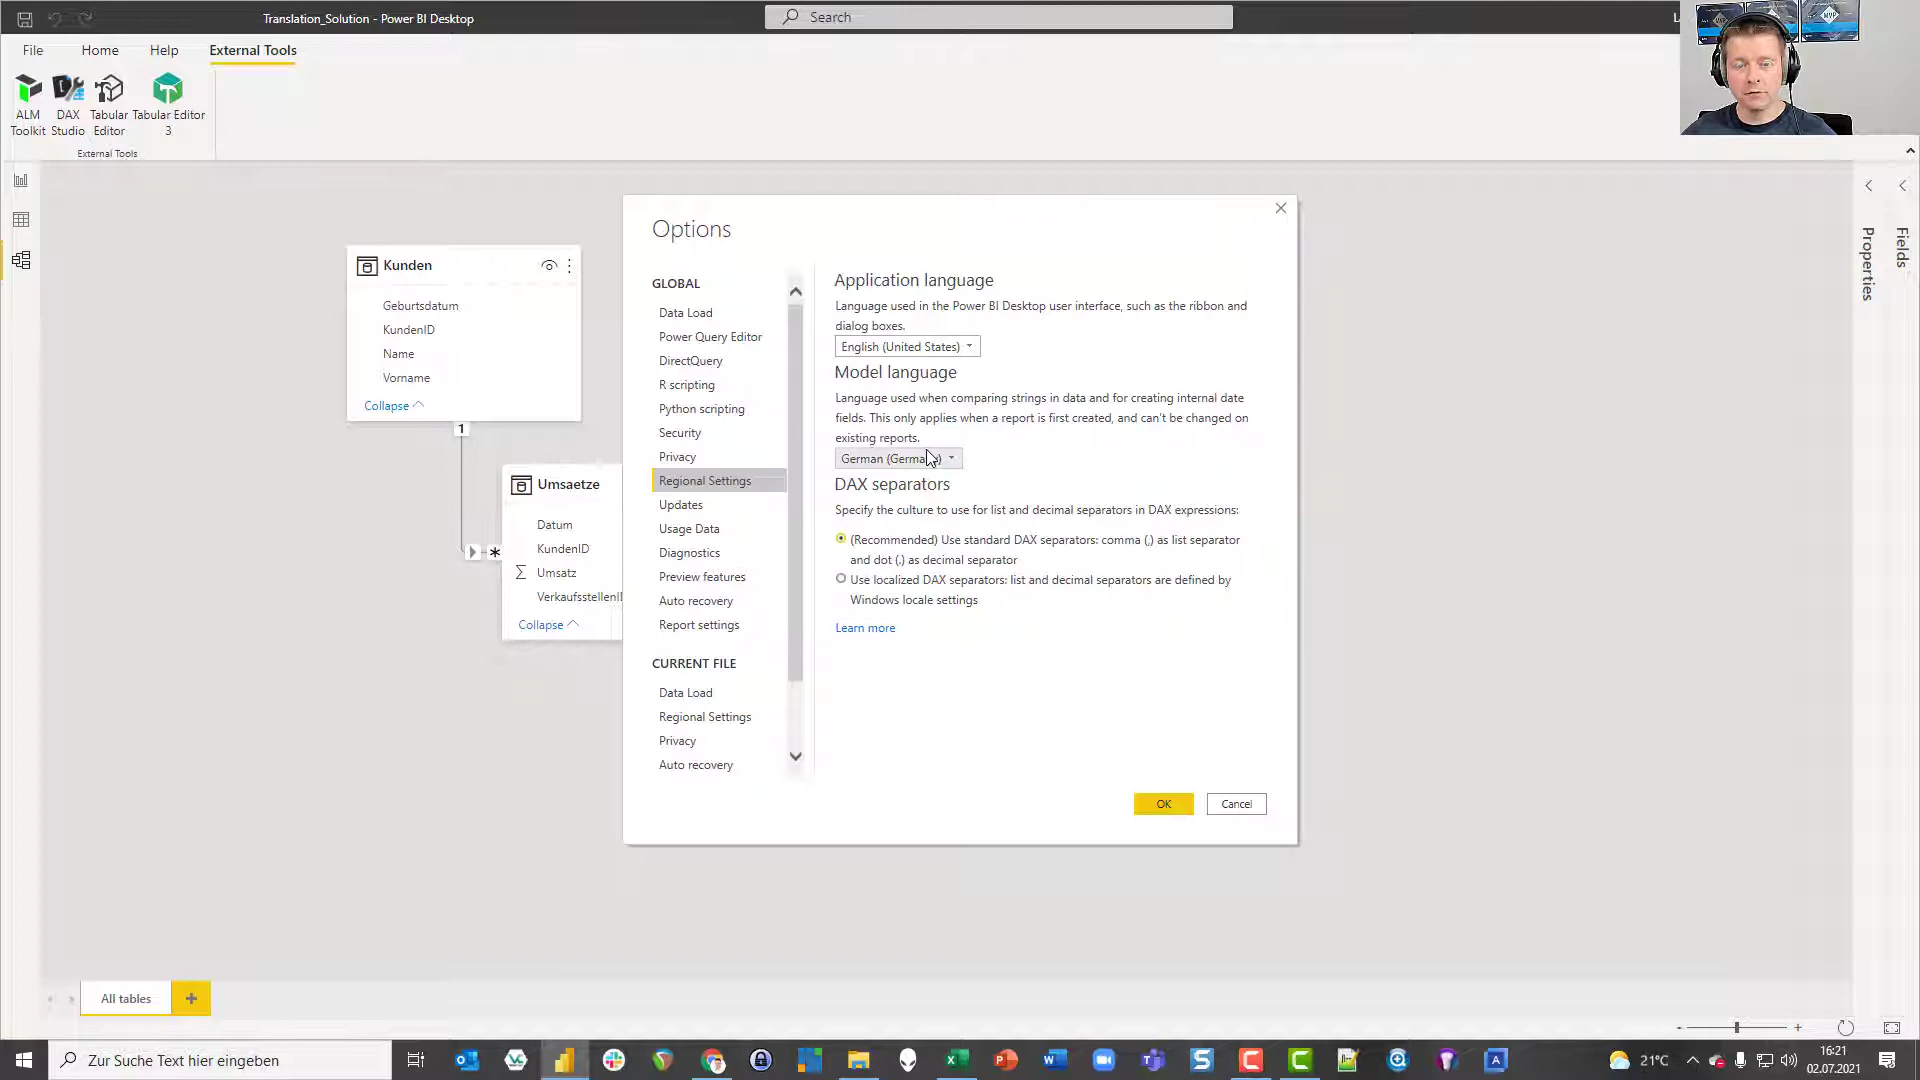 Translation_Solution - Power BI Desktop
Search
File
Home
Help
External Tools
ALM
Toolkit
DAX
Studio
Tabular
Editor
Tabular Editor
3
External Tools
Kunden
Geburtsdatum
KundenID
Name
Vorname
Collapse
1
*
Umsaetze
Datum
KundenID
Umsatz
Collapse
Options
GLOBAL
Data Load
Power Query Editor
DirectQuery
R scripting
Python scripting
Security
Privacy
Regional Settings
Updates
Usage Data
Diagnostics
Preview features
Auto recovery
Report settings
CURRENT FILE
Data Load
Regional Settings
Privacy
Auto recovery
Application language
Language used in the Power BI Desktop user interface, such as the ribbon and
dialog boxes.
English (United States)
Model language
Language used when comparing strings in data and for creating internal date
fields. This only applies when a report is first created, and can't be changed on
existing reports.
German (Germany)
DAX separators
Specify the culture to use for list and decimal separators in DAX expressions:
(Recommended) Use standard DAX separators: comma (,) as list separator
and dot (.) as decimal separator
Use localized DAX separators: list and decimal separators are defined by
Windows locale settings
Learn more
OK
Cancel
Properties
Fields
All tables
Zur Suche Text hier eingeben
21°C
16:21
02.07.2021